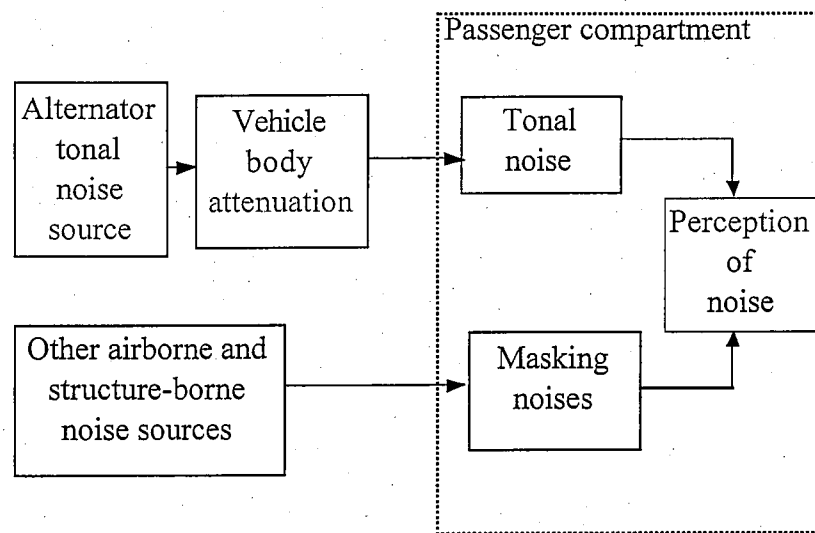 Passenger compartment
Alternator
tonal
noise
source
Vehicle
body
attenuation
Tonal
noise
Perception
of
noise
Other airborne and
structure-borne
noise sources
Masking
noises